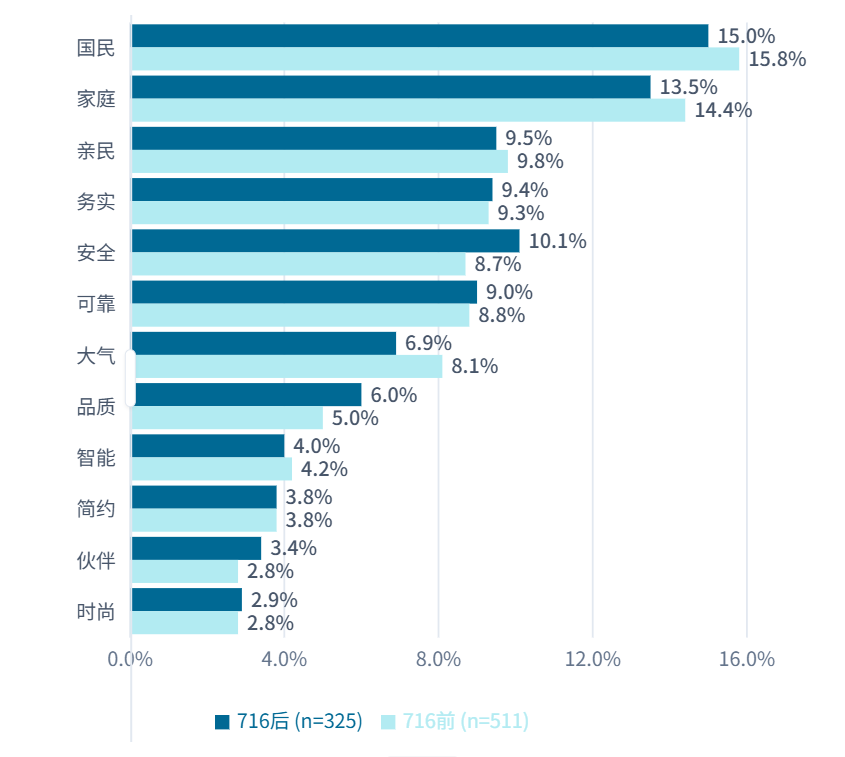 国民 15.0%
15.8%
家庭 13.5%
14.4%
亲民 9.5%
9.8%
务实 9.4%
9.3%
安全 10.1%
8.7%
可靠 9.0%
8.8%
大气 6.9%
8.1%
品质 6.0%
5.0%
智能 4.0%
4.2%
简约 3.8%
3.8%
伙伴 3.4%
2.8%
时尚 2.9%
2.8%
0.0% 4.0% 8.0% 12.0% 16.0%
716后 (n=325) 716前 (n=511)